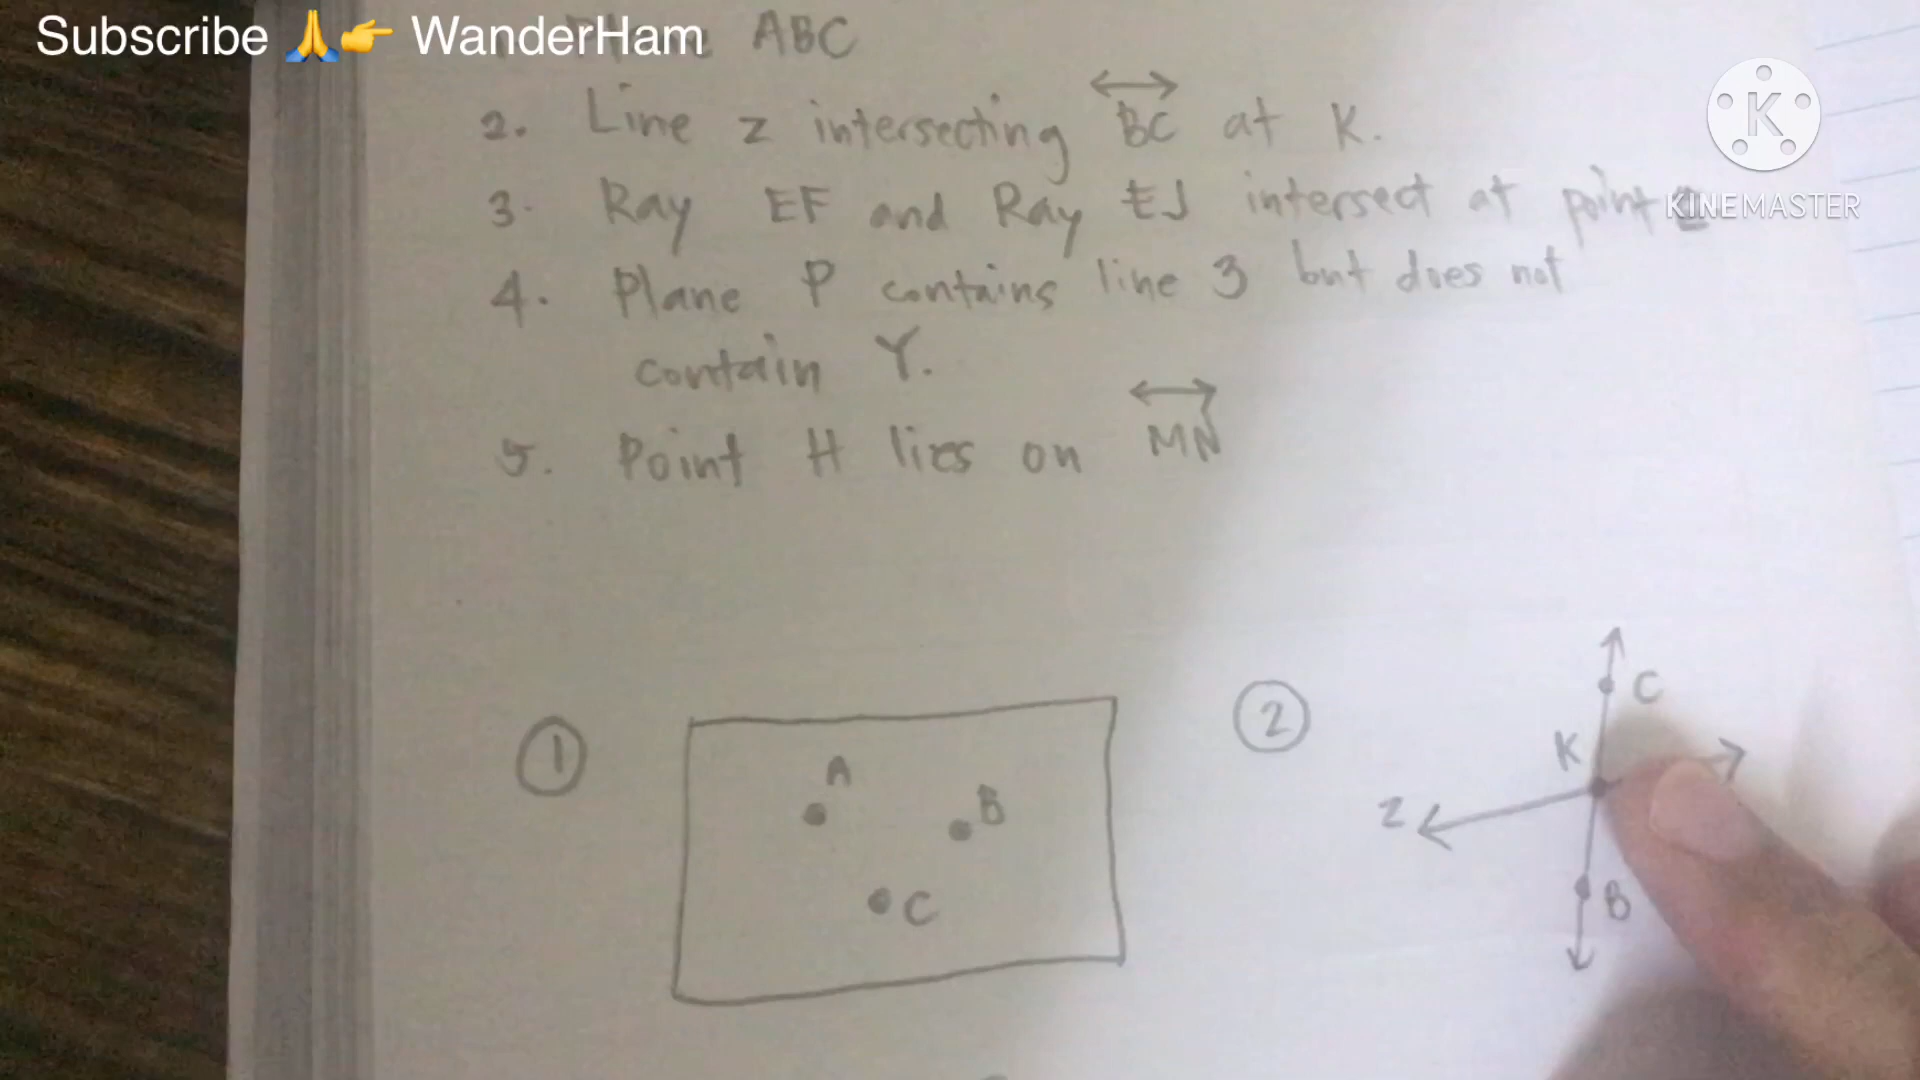 Subscribe 🙏👉 WanderHam
ABC
2. Line z intersecting BC at K.
3. Ray EF and Ray EJ intersect at point
4. Plane P contains line 3 but does not
contain Y.
5. Point H lies on MN
K
KINEMASTER
1
A
B
C
2
C
K
Z
B